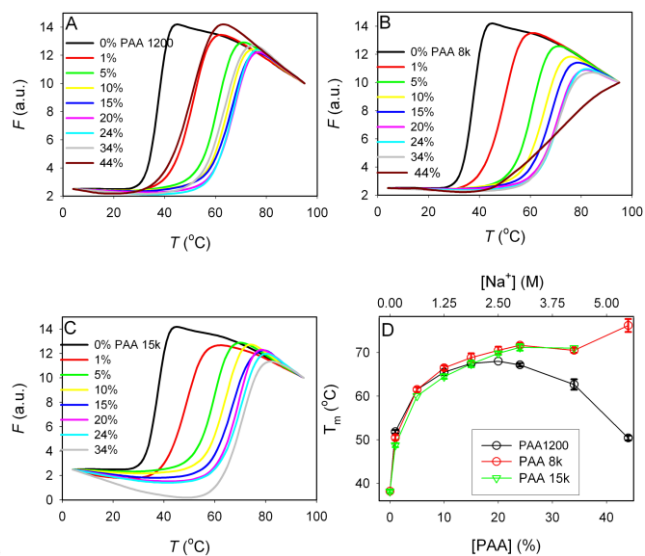 A
14
12
10
8
6
4
2
F (a.u.)
0% PAA 1200
1%
5%
10%
15%
20%
24%
34%
44%
0 20 40 60 80 100
T (°C)
B
14
12
10
8
6
4
2
F (a.u.)
0% PAA 8k
1%
5%
10%
15%
20%
24%
34%
44%
0 20 40 60 80 100
T (°C)
C
14
12
10
8
6
4
2
0
F (a.u.)
0% PAA 15k
1%
5%
10%
15%
20%
24%
34%
0 20 40 60 80 100
T (°C)
[Na⁺] (M)
0.00 1.25 2.50 3.75 5.00
D
70
60
50
40
Tₘ (°C)
PAA1200
PAA 8k
PAA 15k
0 10 20 30 40
[PAA] (%)